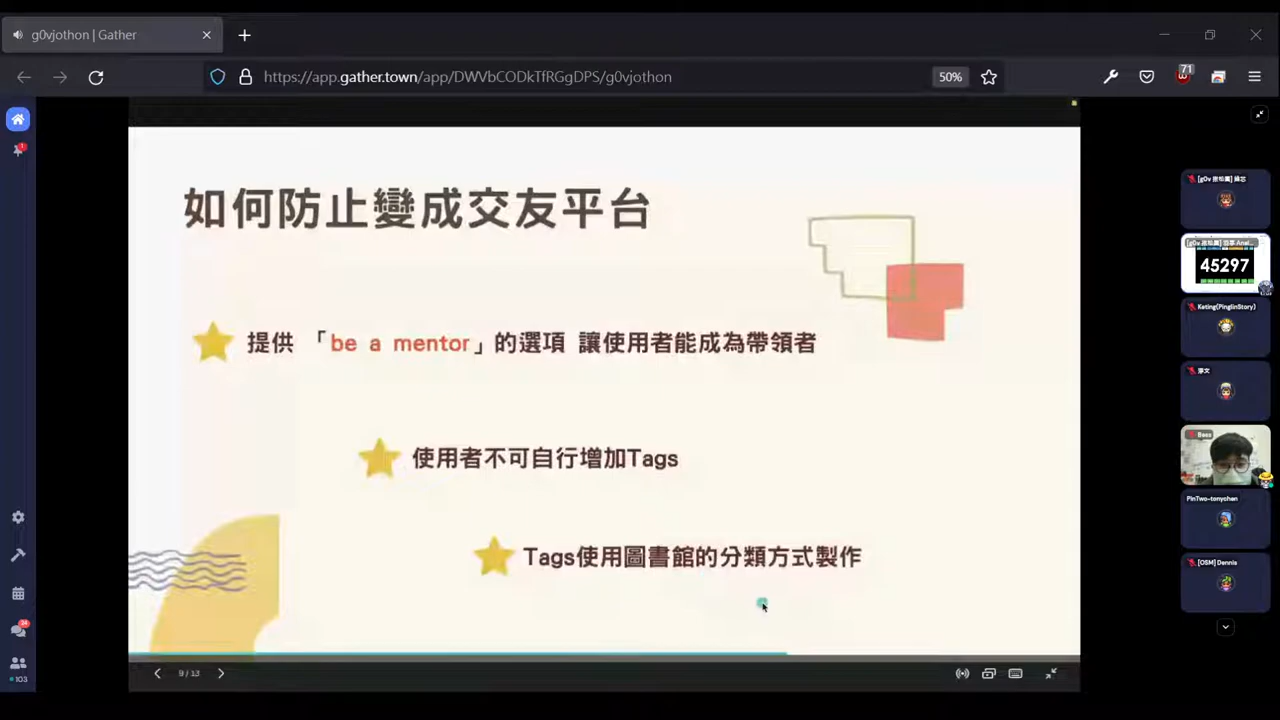 g0vjothon | Gather
https://app.gather.town/app/DWVbCODkTfRGgDPS/g0vjothon
50%
71
如何防止變成交友平台
提供 「be a mentor」的選項 讓使用者能成為帶領者
使用者不可自行增加Tags
Tags使用圖書館的分類方式製作
9 / 13
45297
Keting(PinglinStory)
Bess
PinTwo-tonychen
[OSM] Dennis
1
103